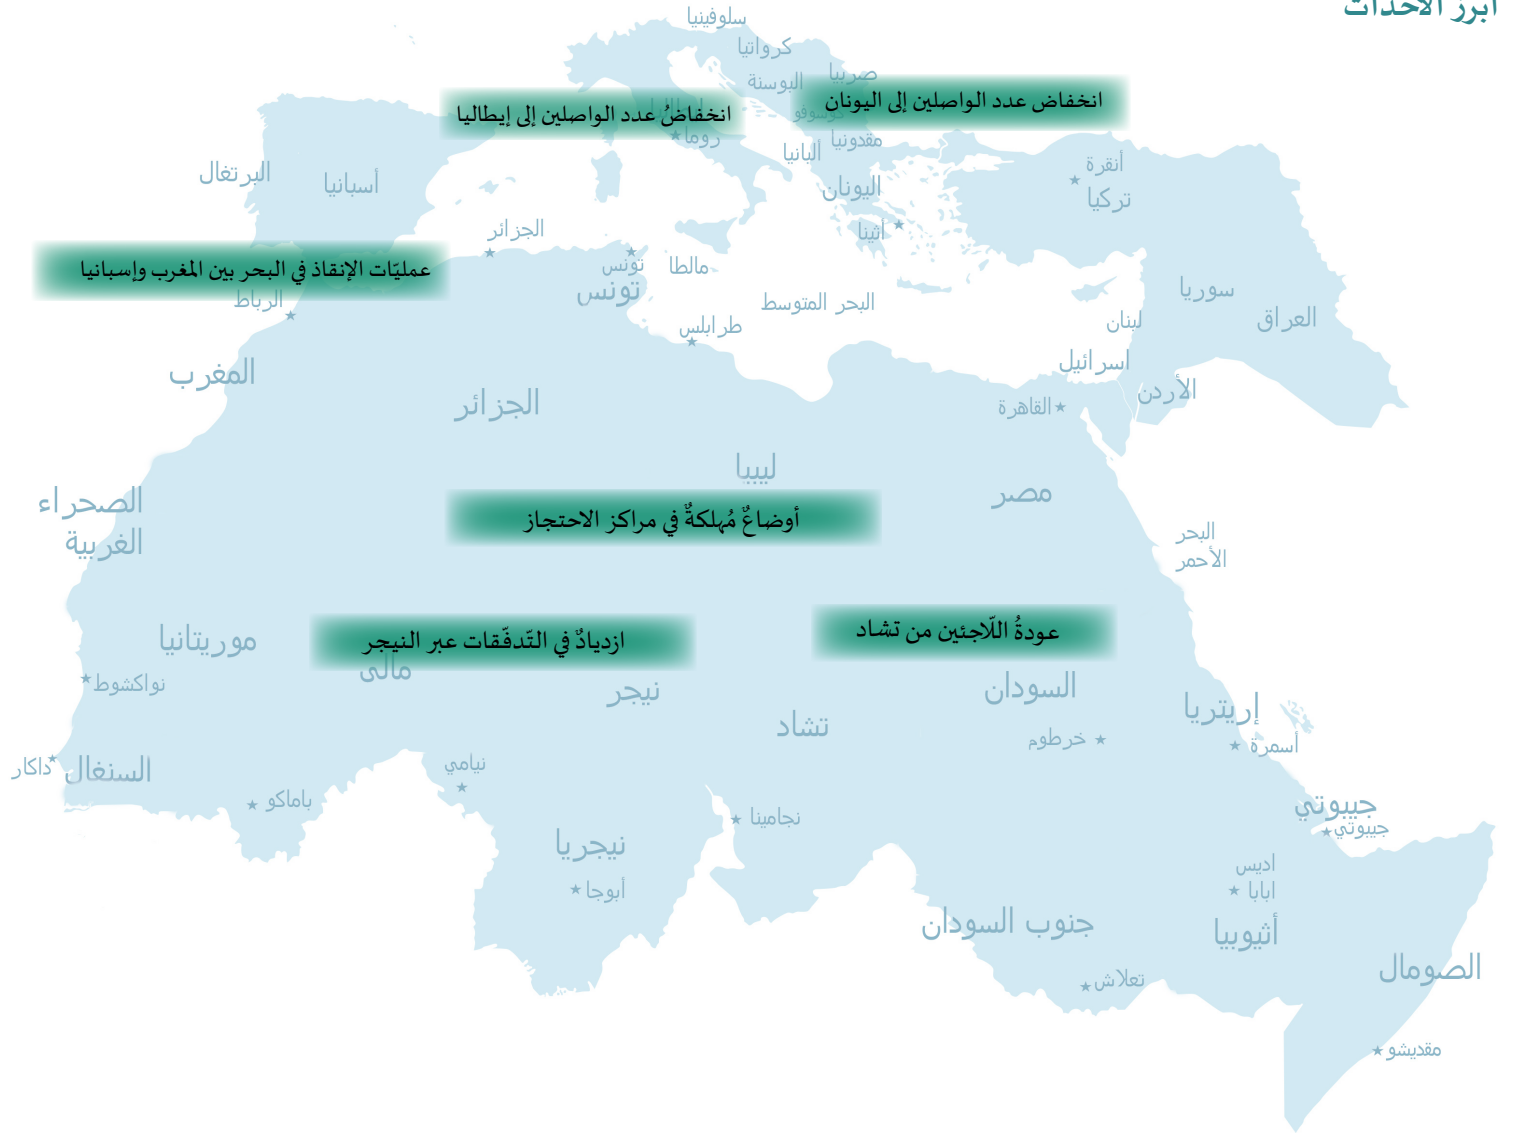 أبرز الأحداث
سلوفينيا
كرواتيا
صربيا
البوسنة
انخفاض عدد الواصلين إلى اليونان
انخفاضُ عدد الواصلين إلى إيطاليا
كوسوفو
روما
مقدونيا
ألبانيا
أنقرة
تركيا
البرتغال
أسبانيا
اليونان
أثينا
الجزائر
تونس
مالطا
عمليّات الإنقاذ في البحر بين المغرب وإسبانيا
تونس
سوريا
الرباط
البحر المتوسط
العراق
لبنان
طرابلس
اسرائيل
المغرب
الأردن
الجزائر
القاهرة
ليبيا
مصر
الصحراء
الغربية
أوضاعٌ مُهلكةٌ في مراكز الاحتجاز
البحر
الأحمر
عودةُ اللّاجئين من تشاد
ازديادٌ في التّدفّقات عبر النيجر
موريتانيا
مالى
نواكشوط
نيجر
السودان
إريتريا
تشاد
خرطوم
أسمرة
داكار
السنغال
نيامي
باماكو
جيبوتي
جيبوتي
نجامينا
نيجريا
أبوجا
اديس
ابابا
جنوب السودان
أثيوبيا
الصومال
تعلاش
مقديشو